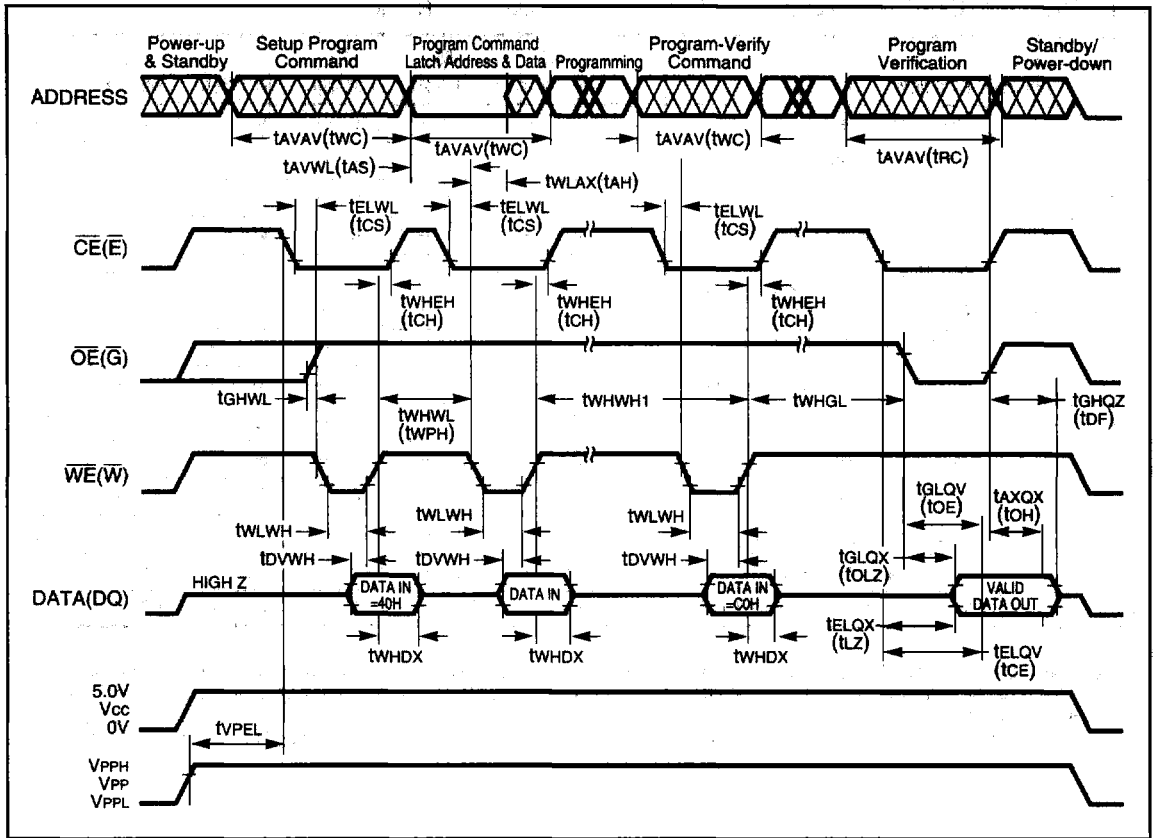 Power-up & Standby
Setup Program Command
Program Command Latch Address & Data
Programming
Program-Verify Command
Program Verification
Standby/ Power-down
ADDRESS
tAVAV(tWC)
tAVAV(tWC)
tAVAV(tWC)
tAVAV(tRC)
tAVWL(tAS)
tWLAX(tAH)
tELWL (tCS)
tELWL (tCS)
tELWL (tCS)
CE(E)
tWHEH (tCH)
tWHEH (tCH)
tWHEH (tCH)
OE(G)
tGHWL
tWHWL (tWPH)
tWHWH1
tWHGL
tGHQZ (tDF)
WE(W)
tWLWH
tWLWH
tWLWH
tGLQV (tOE)
tAXQX (tOH)
tDVWH
tDVWH
tDVWH
tGLQX (tOLZ)
HIGH Z
DATA(DQ)
DATA IN =40H
DATA IN
DATA IN =C0H
VALID DATA OUT
tWHDX
tWHDX
tWHDX
tELQX (tLZ)
tELQV (tCE)
5.0V
VCC
0V
tVPEL
VPPH
VPP
VPPL